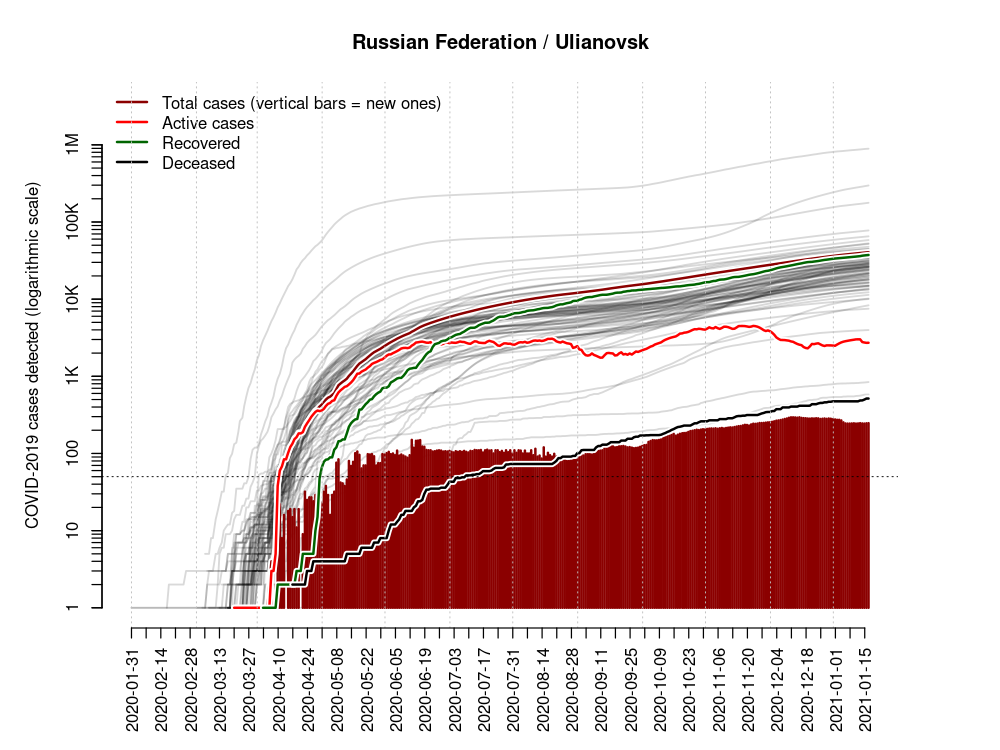 Russian Federation / Ulianovsk
Total cases (vertical bars = new ones)
Active cases
Recovered
Deceased
COVID-2019 cases detected (logarithmic scale)
1M
100K
10K
1K
100
10
1
2020-01-31
2020-02-14
2020-02-28
2020-03-13
2020-03-27
2020-04-10
2020-04-24
2020-05-08
2020-05-22
2020-06-05
2020-06-19
2020-07-03
2020-07-17
2020-07-31
2020-08-14
2020-08-28
2020-09-11
2020-09-25
2020-10-09
2020-10-23
2020-11-06
2020-11-20
2020-12-04
2020-12-18
2021-01-01
2021-01-15